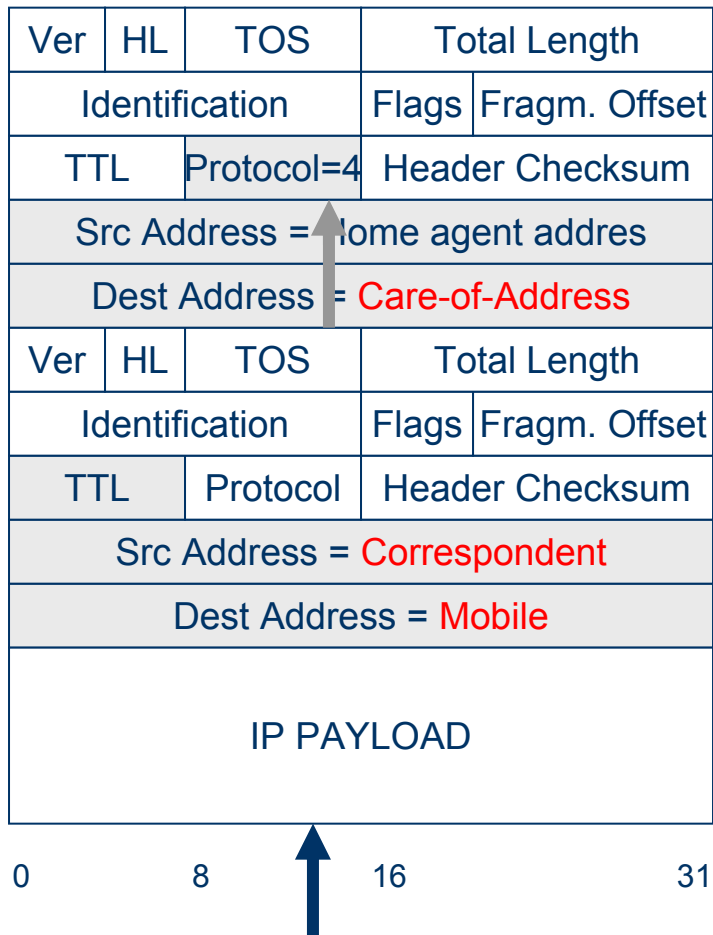 Ver HL TOS Total Length
Identification Flags Fragm. Offset
TTL Protocol=4 Header Checksum
Src Address = Home agent addres
Dest Address = Care-of-Address
Ver HL TOS Total Length
Identification Flags Fragm. Offset
TTL Protocol Header Checksum
Src Address = Correspondent
Dest Address = Mobile
IP PAYLOAD
0 8 16 31